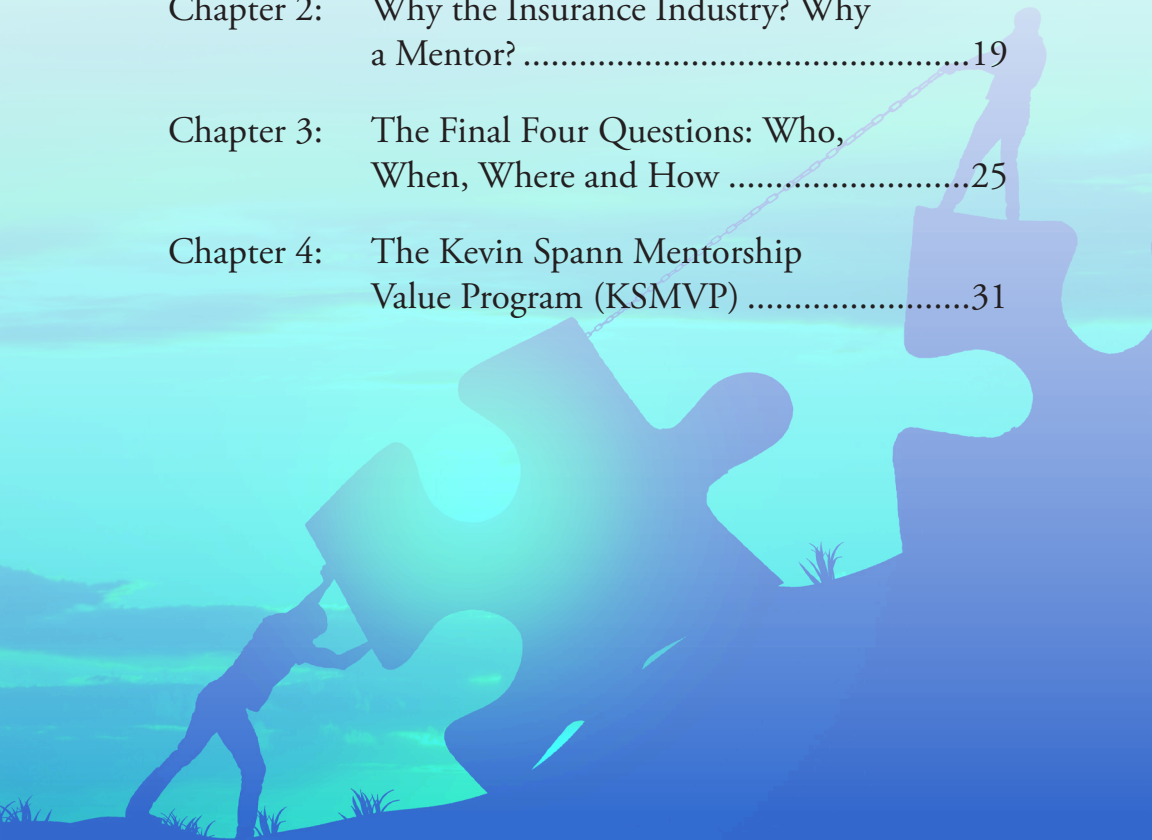 Chapter 2: Why the Insurance Industry? Why
a Mentor? ..........................................19
Chapter 3: The Final Four Questions: Who,
When, Where and How ........................25
Chapter 4: The Kevin Spann Mentorship
Value Program (KSMVP) ......................31